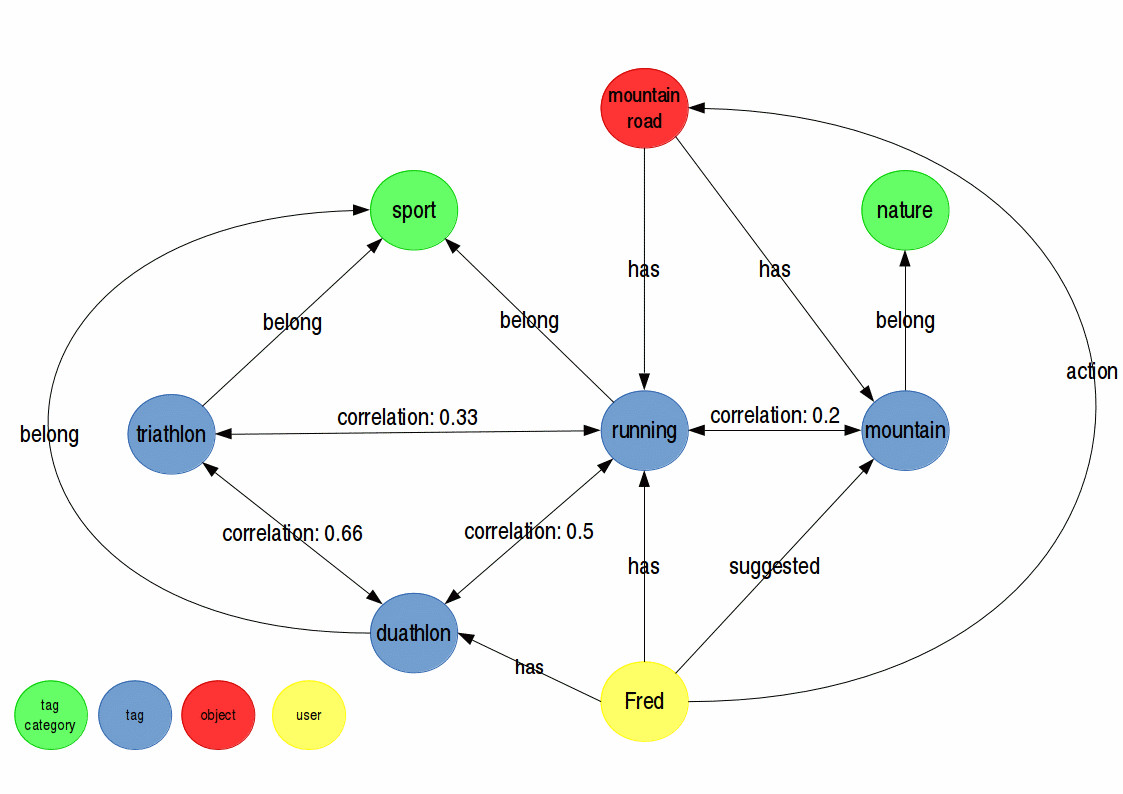 mountain
road
sport
nature
has
has
belong
belong
belong
action
correlation: 0.33
correlation: 0.2
triathlon
running
mountain
belong
correlation: 0.66
correlation: 0.5
has
suggested
duathlon
has
Fred
tag
category
tag
object
user